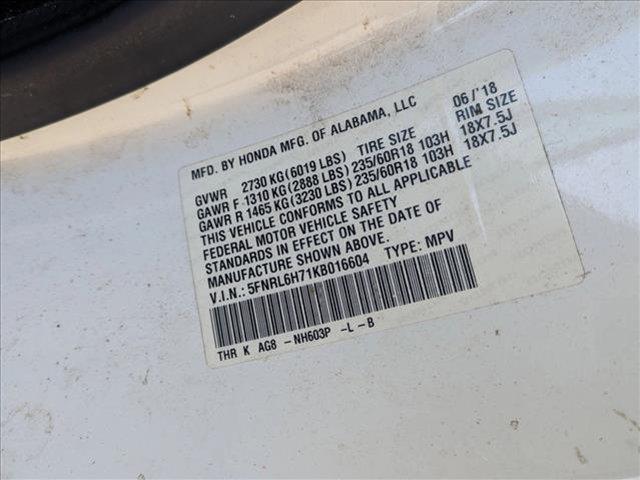 MFD. BY HONDA MFG. OF ALABAMA, LLC 06/'18
GVWR 2730 KG(6019 LBS) TIRE SIZE RIM SIZE
GAWR F 1310 KG(2888 LBS) 235/60R18 103H 18X7.5J
GAWR R 1465 KG(3230 LBS) 235/60R18 103H 18X7.5J
THIS VEHICLE CONFORMS TO ALL APPLICABLE
FEDERAL MOTOR VEHICLE SAFETY
STANDARDS IN EFFECT ON THE DATE OF
MANUFACTURE SHOWN ABOVE.
V.I.N.: 5FNRL6H71KB016604 TYPE: MPV
THR K AG8 -NH603P -L-B